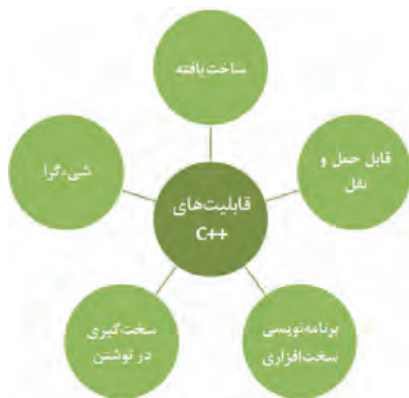 ساخت‌یافته
قابل حمل و
نقل
شیءگرا
قابلیت‌های
C++
سخت‌گیری
در نوشتن
برنامه‌نویسی
سخت‌افزاری